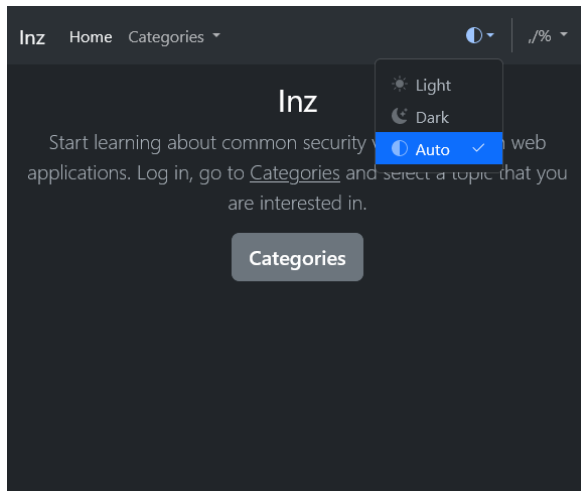 Inz Home Categories ,/%
Light
Dark
Auto
Inz
Start learning about common security web
applications. Log in, go to Categories and select a topic that you
are interested in.
Categories